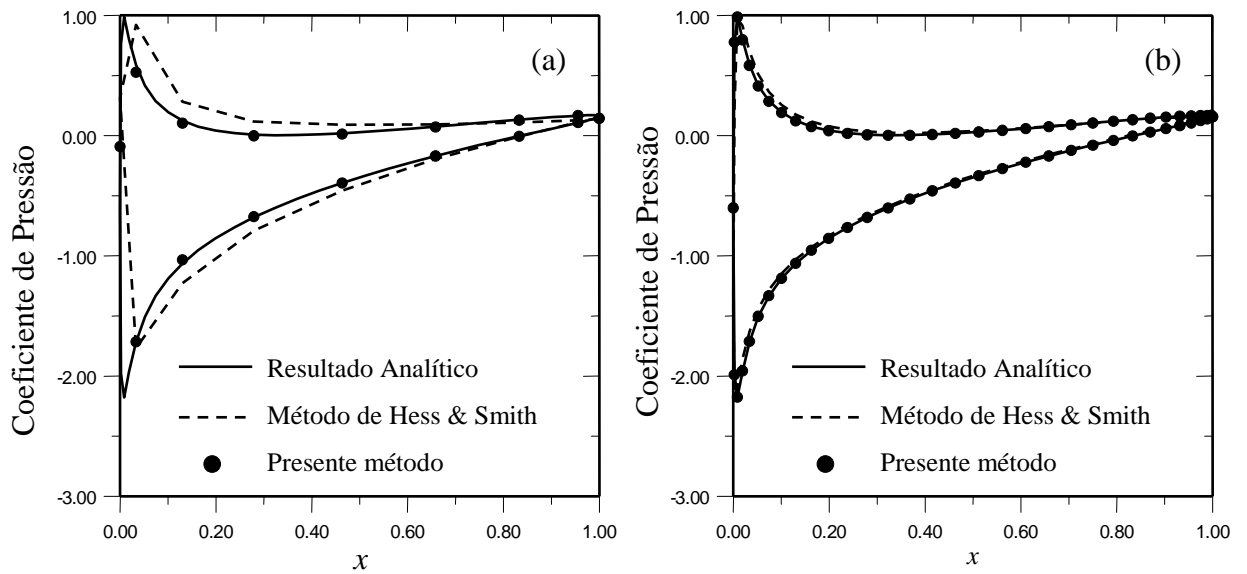 1.00
0.00
-1.00
-2.00
-3.00
Coeficiente de Pressão
(a)
Resultado Analítico
Método de Hess & Smith
Presente método
0.00
0.20
0.40
0.60
0.80
1.00
x
1.00
0.00
-1.00
-2.00
-3.00
Coeficiente de Pressão
(b)
Resultado Analítico
Método de Hess & Smith
Presente método
0.00
0.20
0.40
0.60
0.80
1.00
x